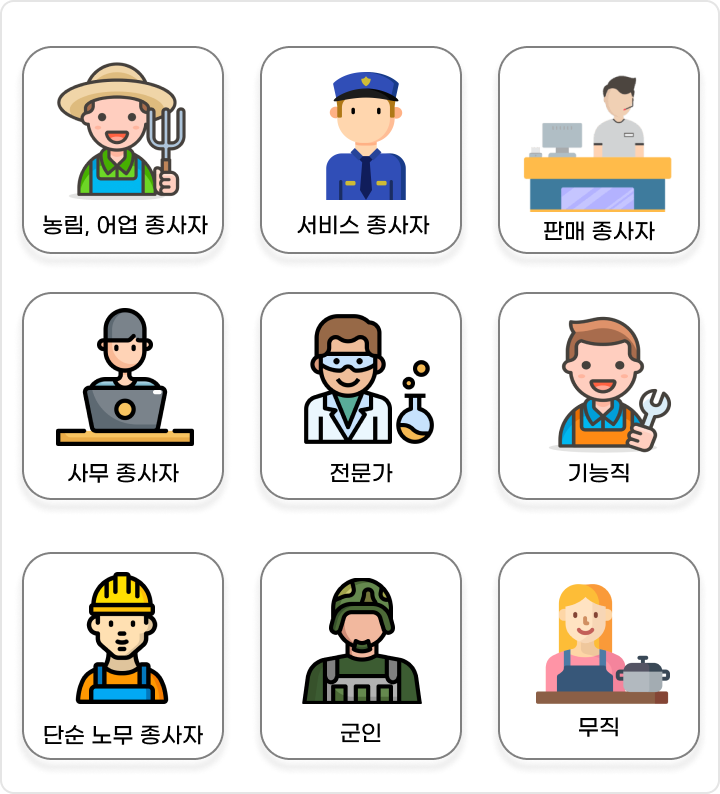 농림, 어업 종사자
서비스 종사자
판매 종사자
사무 종사자
전문가
기능직
단순 노무 종사자
군인
무직